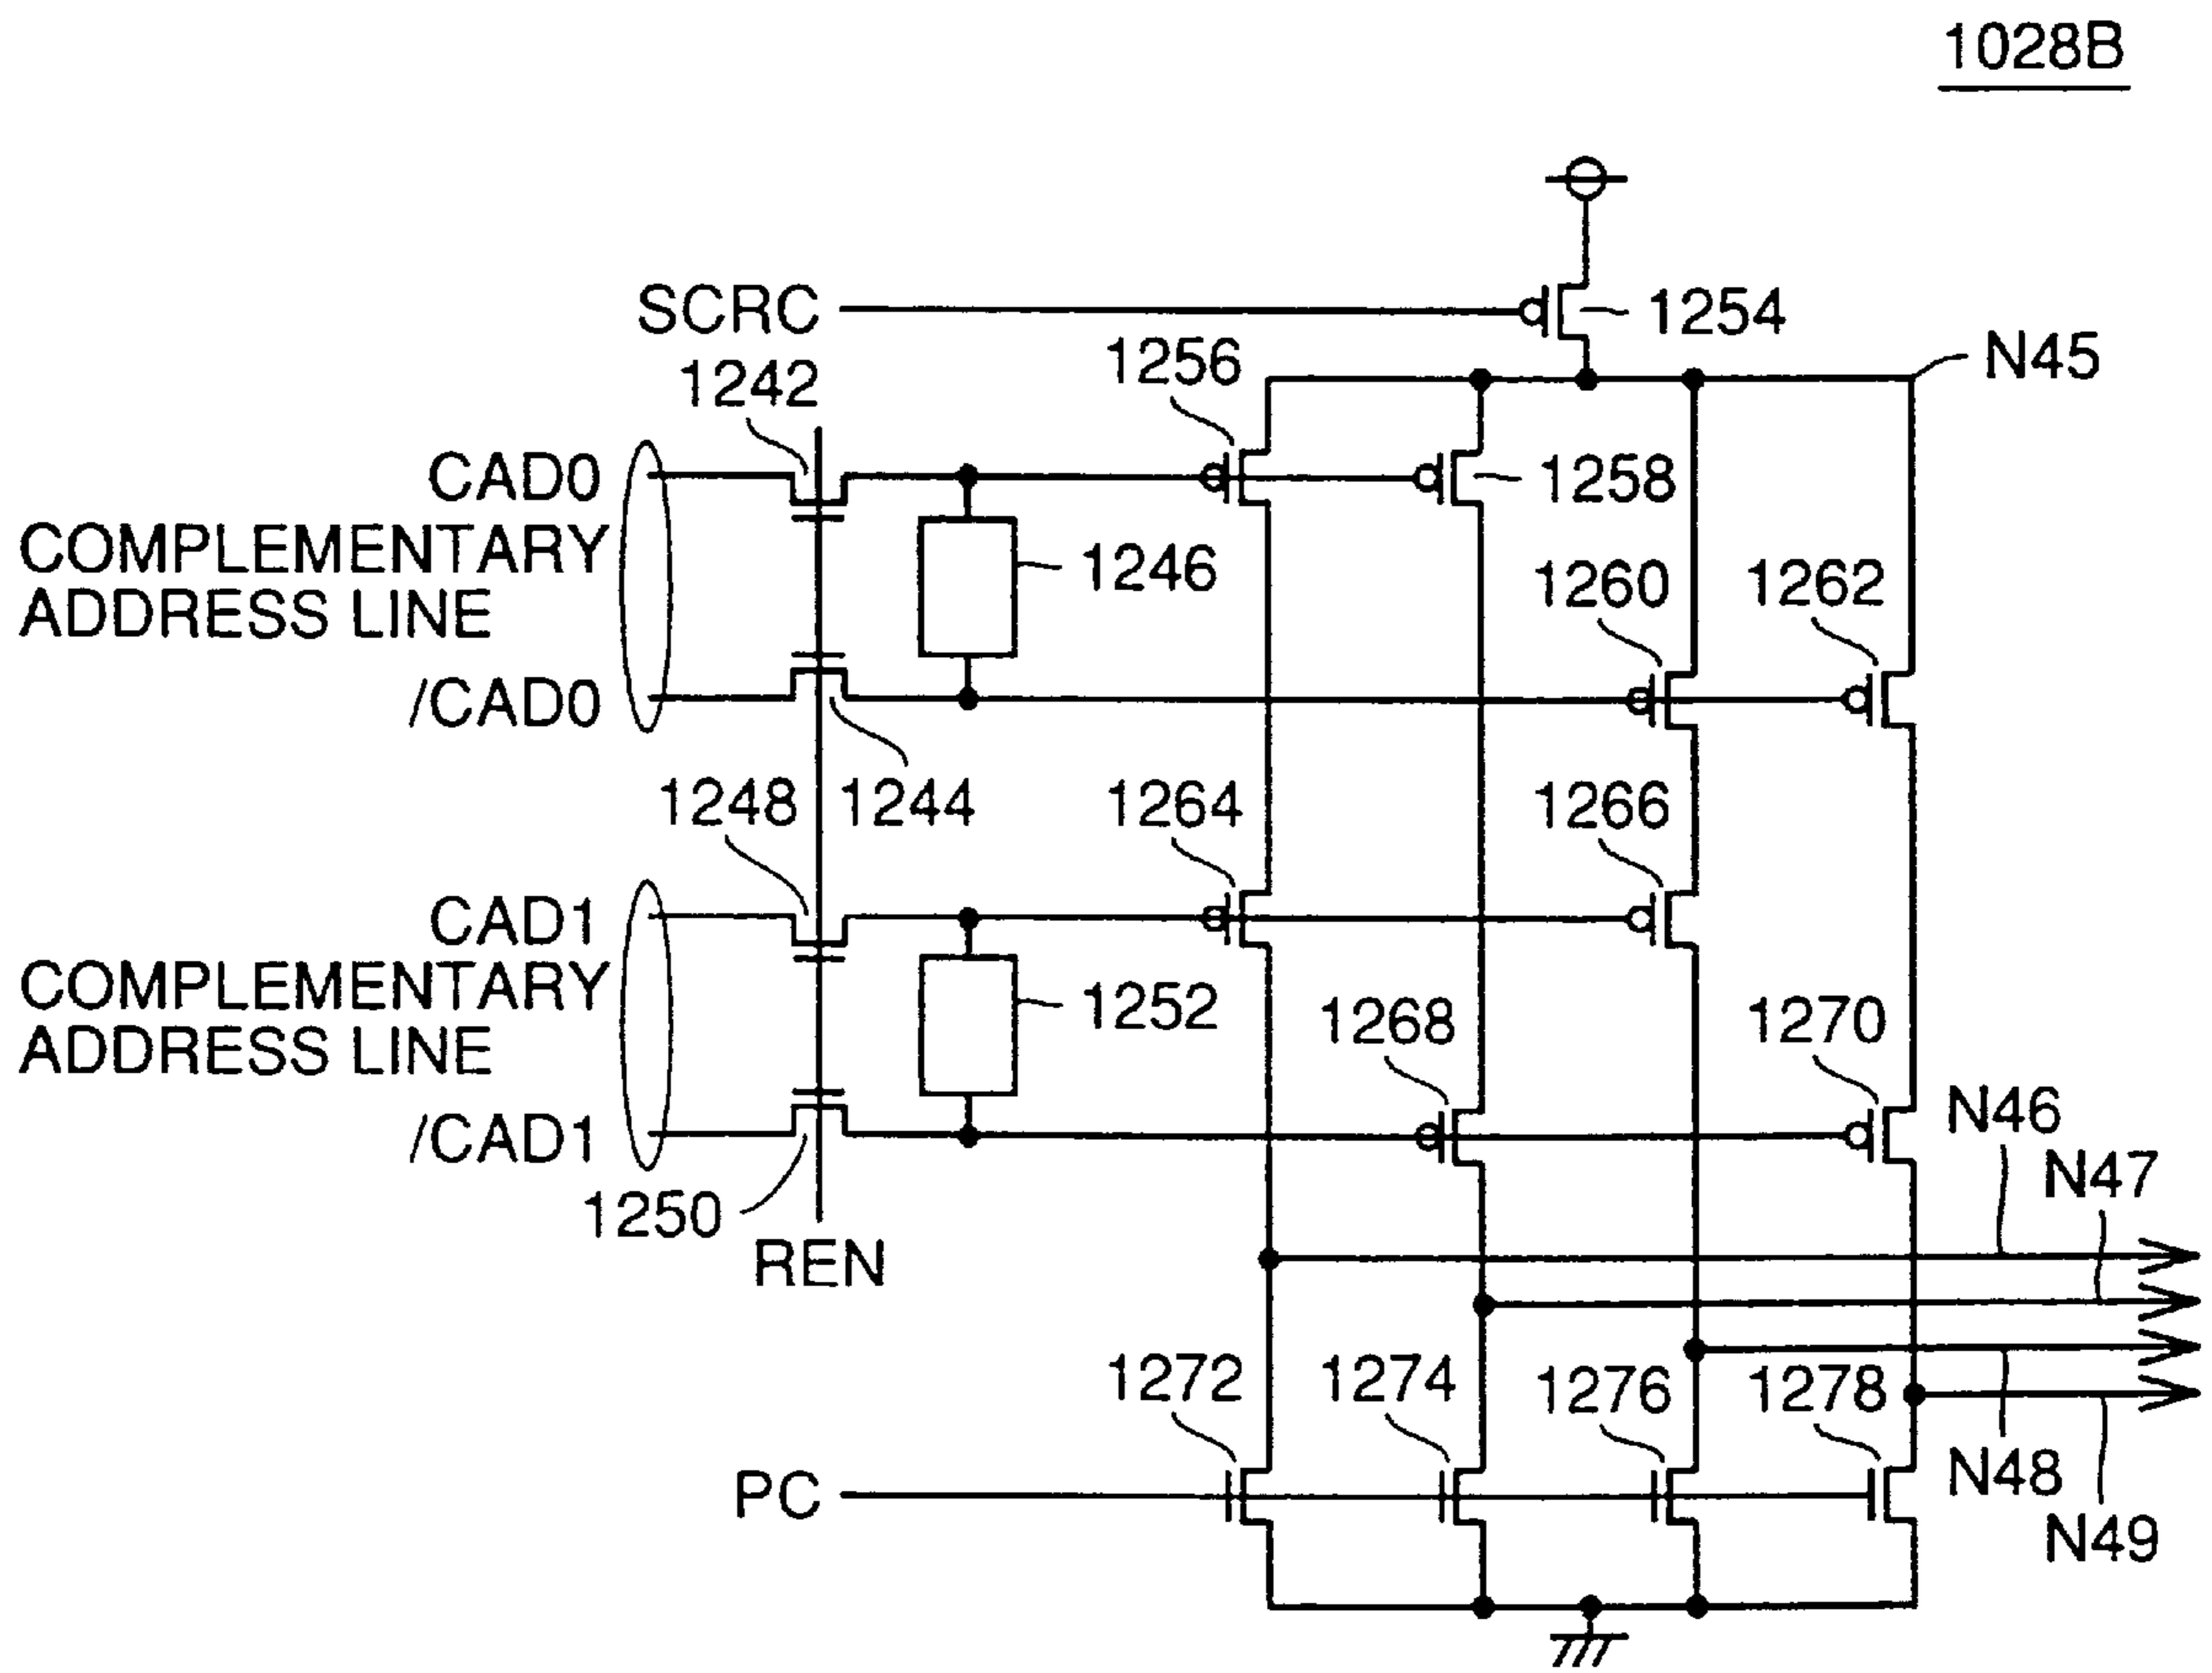 1028B
SCRC
1254
1242
1256
N45
CAD0
1258
COMPLEMENTARY
ADDRESS LINE
1246
1260
1262
/CAD0
1248
1244
1264
1266
CAD1
COMPLEMENTARY
ADDRESS LINE
1252
1268
1270
/CAD1
N46
N47
1250
REN
1272
1274
1276
1278
N48
PC
N49